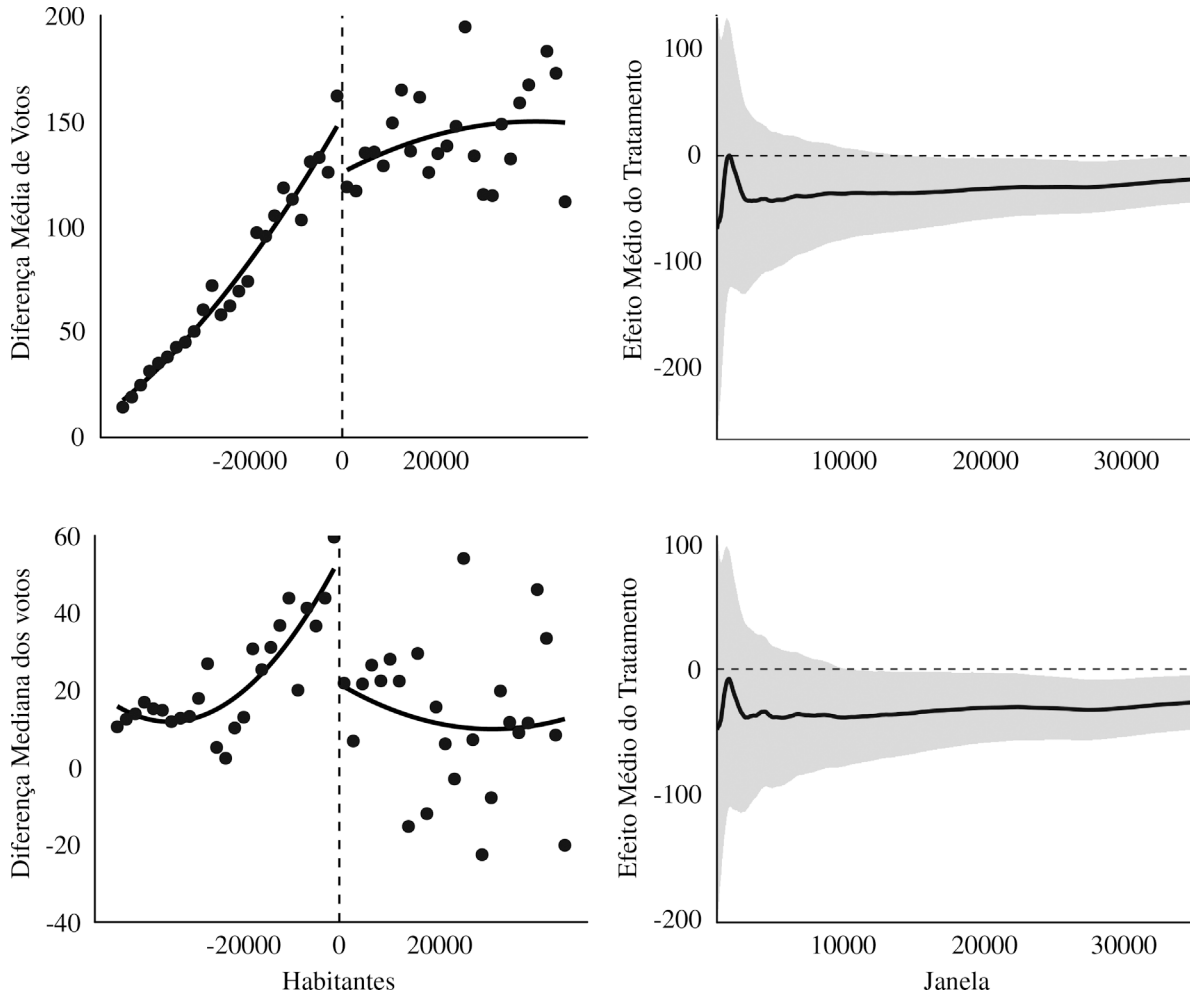 Diferença Média de Votos
200
150
100
50
0
-20000 0 20000
Efeito Médio do Tratamento
100
0
-100
-200
10000 20000 30000
Diferença Mediana dos votos
60
40
20
0
-20
-40
-20000 0 20000
Habitantes
Efeito Médio do Tratamento
100
0
-100
-200
10000 20000 30000
Janela